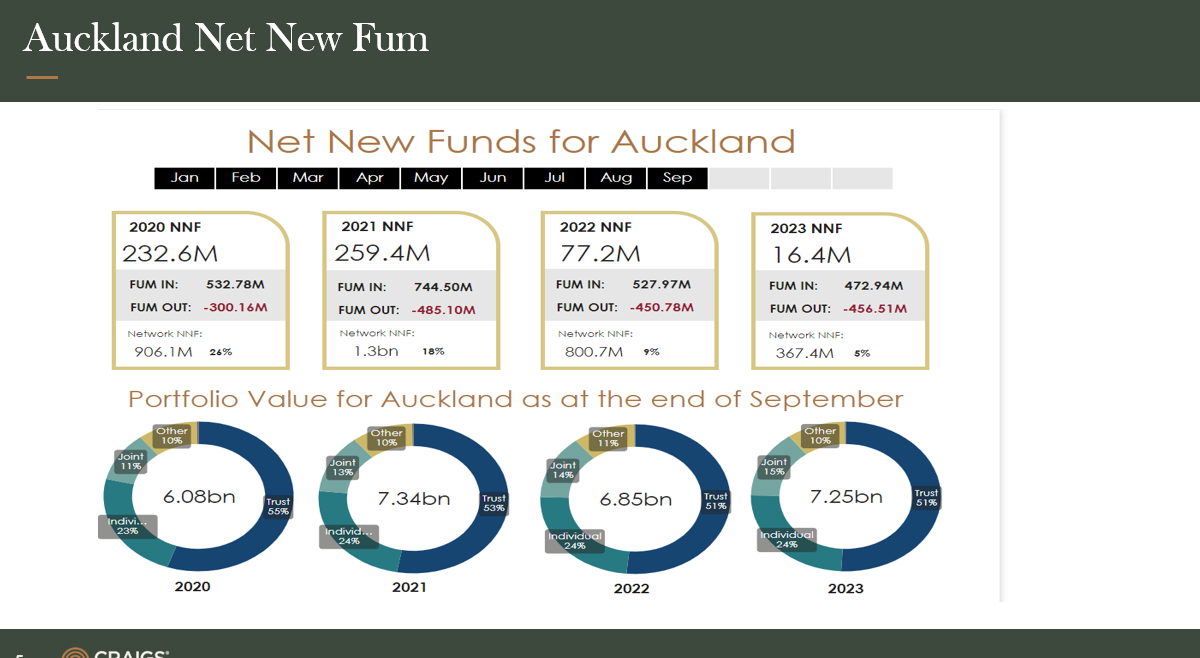 Auckland Net New Fum
Net New Funds for Auckland
Jan Feb Mar Apr May Jun Jul Aug Sep
2020 NNF
232.6M
FUM IN: 532.78M
FUM OUT: -300.16M
Network NNF:
906.1M 26%
2021 NNF
259.4M
FUM IN: 744.50M
FUM OUT: -485.10M
Network NNF:
1.3bn 18%
2022 NNF
77.2M
FUM IN: 527.97M
FUM OUT: -450.78M
Network NNF:
800.7M 9%
2023 NNF
16.4M
FUM IN: 472.94M
FUM OUT: -456.51M
Network NNF:
367.4M 5%
Portfolio Value for Auckland as at the end of September
Other
10%
Joint
11%
6.08bn
Trust
55%
Indivi...
23%
2020
Other
10%
Joint
13%
7.34bn
Trust
53%
Individ...
24%
2021
Other
11%
Joint
14%
6.85bn
Trust
51%
Individual
24%
2022
Other
10%
Joint
15%
7.25bn
Trust
51%
Individual
24%
2023
CRAIGS